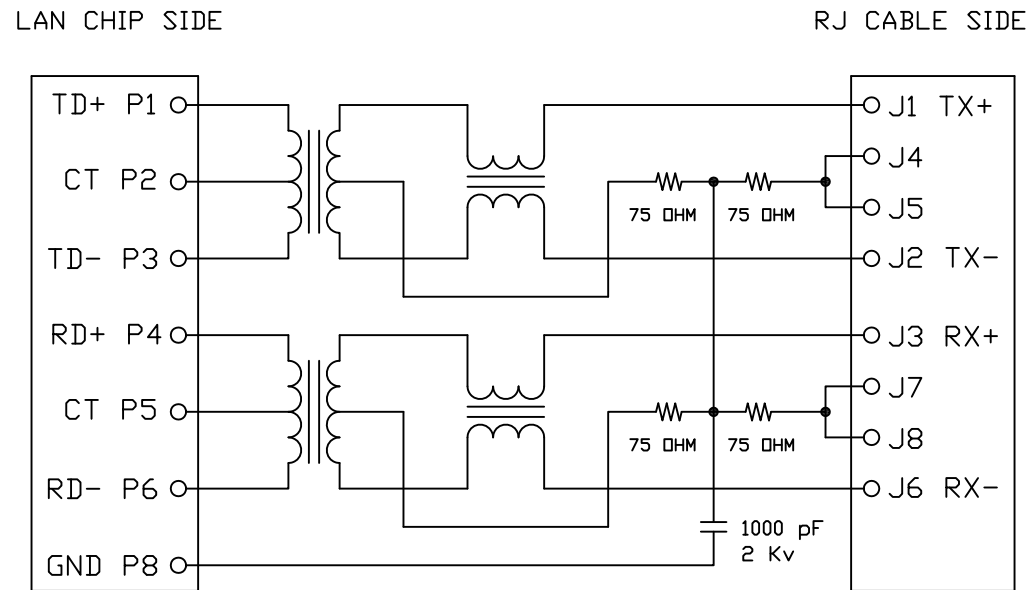 LAN CHIP SIDE
RJ CABLE SIDE
TD+ P1
J1 TX+
J4
CT P2
75 OHM
75 OHM
J5
TD- P3
J2 TX-
RD+ P4
J3 RX+
J7
CT P5
75 OHM
75 OHM
J8
RD- P6
J6 RX-
1000 pF
2 Kv
GND P8